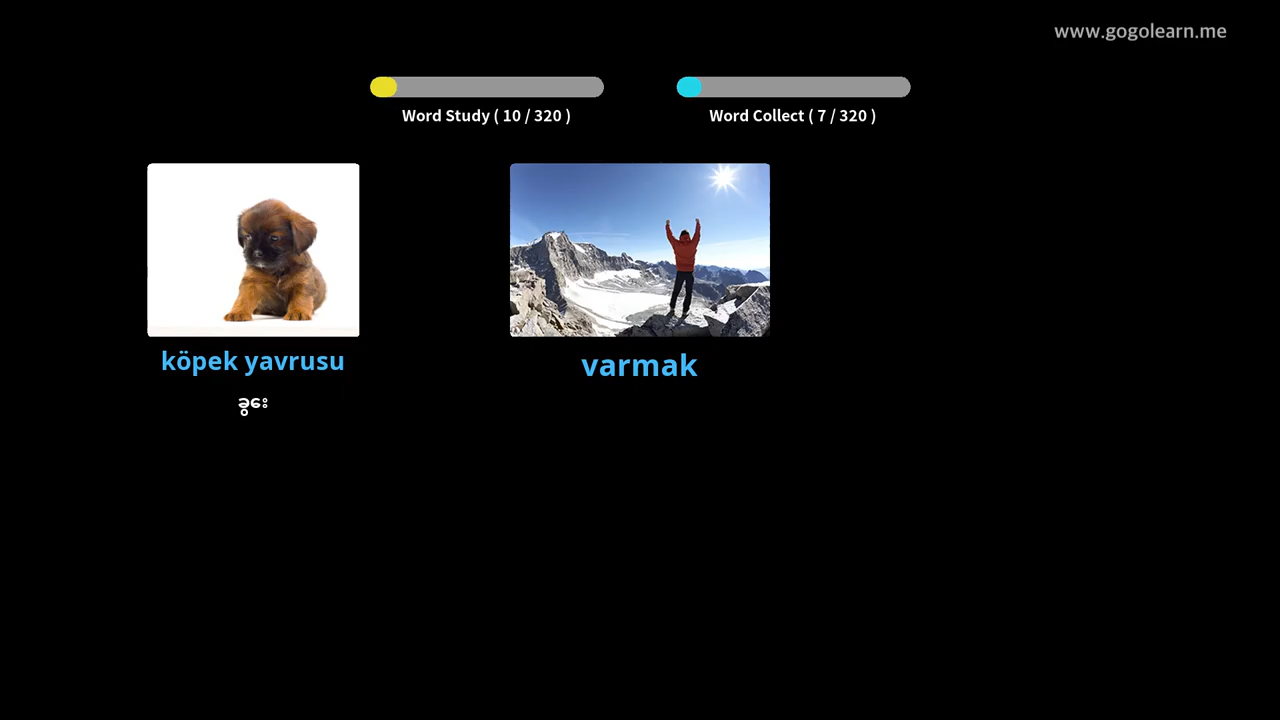 www.gogolearn.me
Word Study ( 10 / 320 )
Word Collect ( 7 / 320 )
köpek yavrusu
varmak
ခွေး